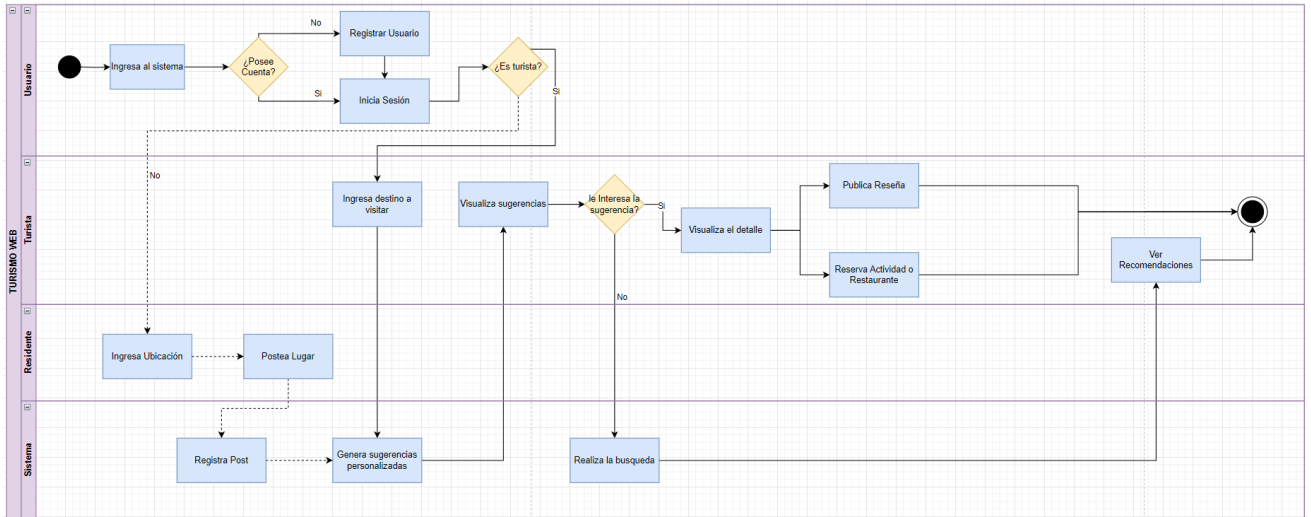 TURISMO WEB
Usuario
Ingresa al sistema
¿Posee
Cuenta?
No
Si
Registrar Usuario
Inicia Sesión
¿Es turista?
Si
No
Turista
Ingresa destino a
visitar
Visualiza sugerencias
le Interesa la
sugerencia?
Si
No
Visualiza el detalle
Publica Reseña
Reserva Actividad o
Restaurante
Ver
Recomendaciones
Residente
Ingresa Ubicación
Postea Lugar
Sistema
Registra Post
Genera sugerencias
personalizadas
Realiza la busqueda